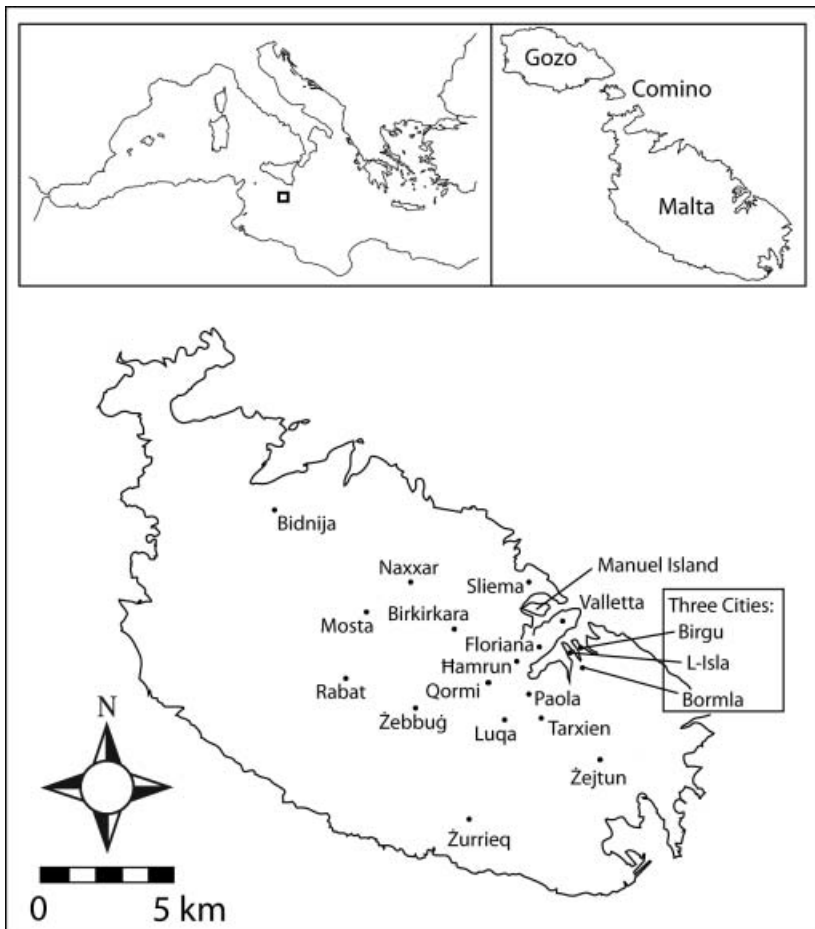 Gozo
Comino
Malta
Bidnija
Naxxar
Sliema
Manuel Island
Valletta
Three Cities:
Mosta
Birkirkara
Floriana
Birgu
Ħamrun
L-Isla
Rabat
Qormi
Paola
Bormla
Żebbuġ
Luqa
Tarxien
Żejtun
Żurrieq
N
0 5 km